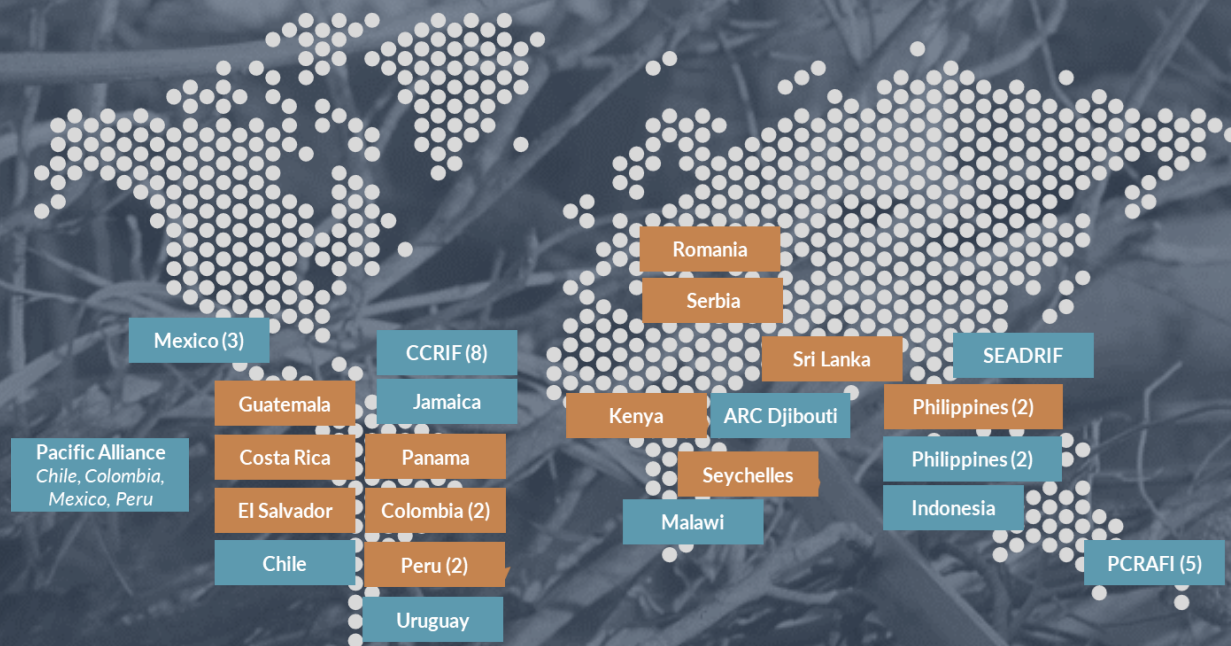 Romania
Serbia
Mexico (3)
CCRIF (8)
Sri Lanka
SEADRIF
Guatemala
Jamaica
Kenya
ARC Djibouti
Philippines (2)
Pacific Alliance
Chile, Colombia,
Mexico, Peru
Costa Rica
Panama
Seychelles
Philippines (2)
El Salvador
Colombia (2)
Malawi
Indonesia
Chile
Peru (2)
PCRAFI (5)
Uruguay